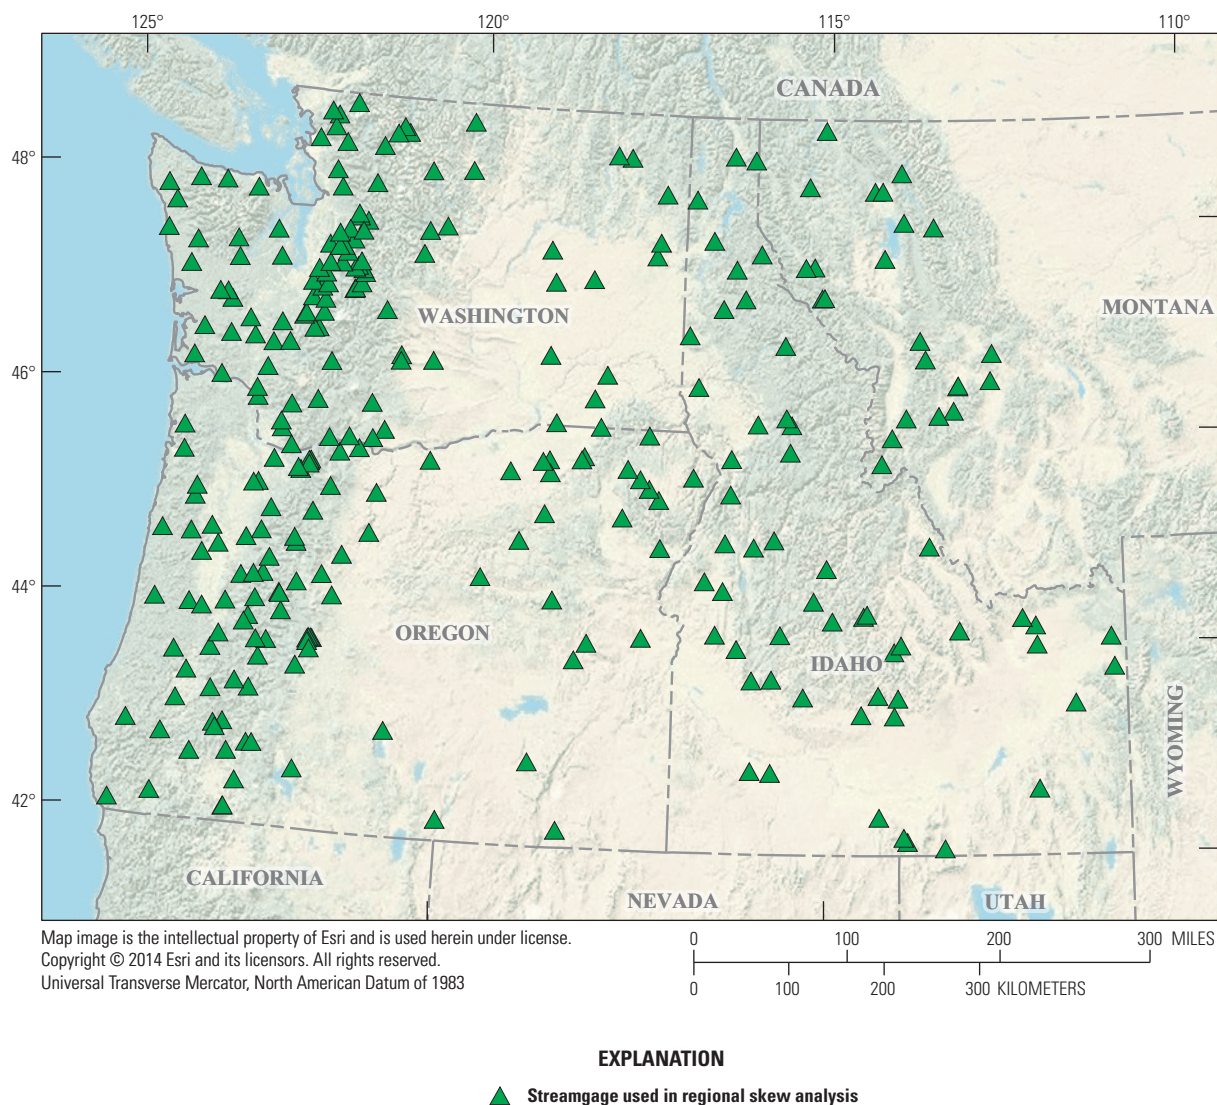 125° 120° 115° 110°
CANADA
48°
MONTANA
WASHINGTON
46°
44°
OREGON
IDAHO
WYOMING
42°
CALIFORNIA
NEVADA
UTAH
Map image is the intellectual property of Esri and is used herein under license.
Copyright © 2014 Esri and its licensors. All rights reserved.
Universal Transverse Mercator, North American Datum of 1983
0 100 200 300 MILES
0 100 200 300 KILOMETERS
EXPLANATION
Streamgage used in regional skew analysis